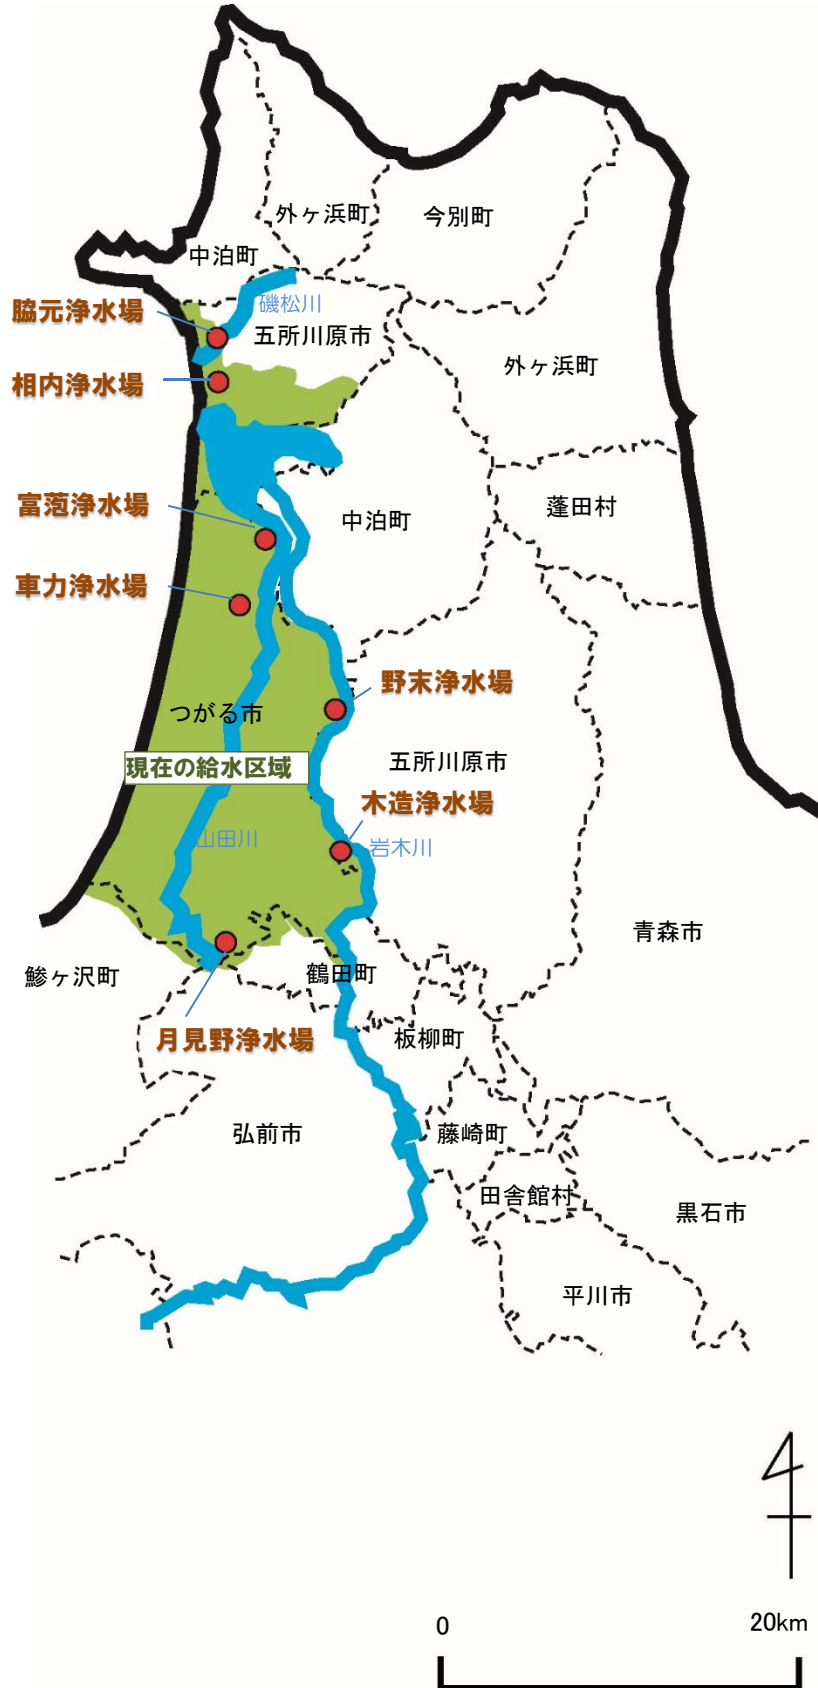 外ヶ浜町
今別町
中泊町
磯松川
脇元浄水場
五所川原市
外ヶ浜町
相内浄水場
富萢浄水場
中泊町
蓬田村
車力浄水場
野末浄水場
つがる市
現在の給水区域
五所川原市
木造浄水場
山田川
岩木川
青森市
鰺ヶ沢町
鶴田町
月見野浄水場
板柳町
弘前市
藤崎町
田舎館村
黒石市
平川市
0
20km